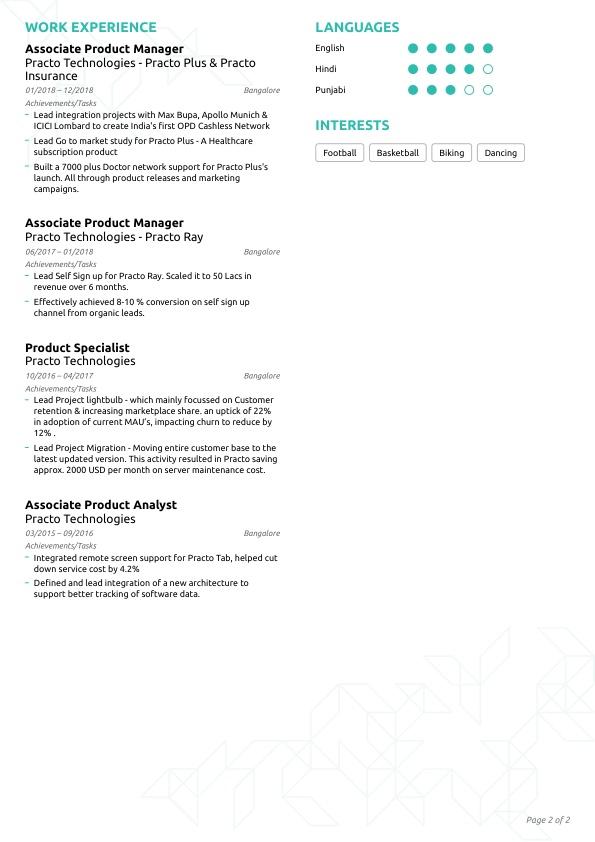 WORK EXPERIENCE
Associate Product Manager
Practo Technologies - Practo Plus & Practo
Insurance
01/2018 – 12/2018 Bangalore
Achievements/Tasks
– Lead integration projects with Max Bupa, Apollo Munich &
ICICI Lombard to create India's first OPD Cashless Network
– Lead Go to market study for Practo Plus - A Healthcare
subscription product
– Built a 7000 plus Doctor network support for Practo Plus's
launch. All through product releases and marketing
campaigns.
Associate Product Manager
Practo Technologies - Practo Ray
06/2017 – 01/2018 Bangalore
Achievements/Tasks
– Lead Self Sign up for Practo Ray. Scaled it to 50 Lacs in
revenue over 6 months.
– Effectively achieved 8-10 % conversion on self sign up
channel from organic leads.
Product Specialist
Practo Technologies
10/2016 – 04/2017 Bangalore
Achievements/Tasks
– Lead Project lightbulb - which mainly focussed on Customer
retention & increasing marketplace share. an uptick of 22%
in adoption of current MAU's, impacting churn to reduce by
12% .
– Lead Project Migration - Moving entire customer base to the
latest updated version. This activity resulted in Practo saving
approx. 2000 USD per month on server maintenance cost.
Associate Product Analyst
Practo Technologies
03/2015 – 09/2016 Bangalore
Achievements/Tasks
– Integrated remote screen support for Practo Tab, helped cut
down service cost by 4.2%
– Defined and lead integration of a new architecture to
support better tracking of software data.
LANGUAGES
English
Hindi
Punjabi
INTERESTS
Football Basketball Biking Dancing
Page 2 of 2